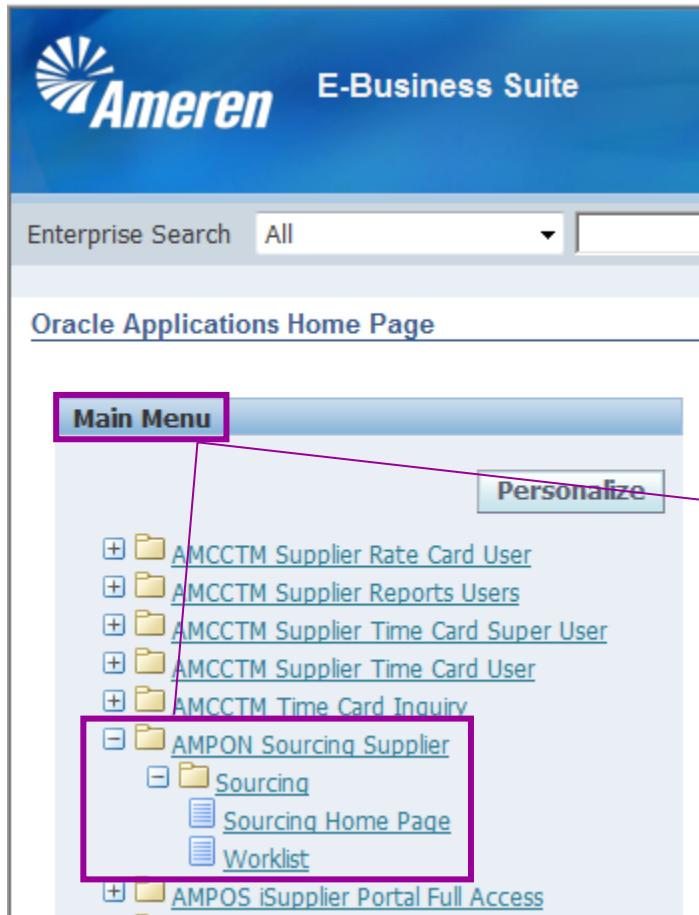 Ameren
E-Business Suite
Enterprise Search All
Oracle Applications Home Page
Main Menu
Personalize
AMCCTM Supplier Rate Card User
AMCCTM Supplier Reports Users
AMCCTM Supplier Time Card Super User
AMCCTM Supplier Time Card User
AMCCTM Time Card Inquiry
AMPON Sourcing Supplier
Sourcing
Sourcing Home Page
Worklist
AMPOS iSupplier Portal Full Access